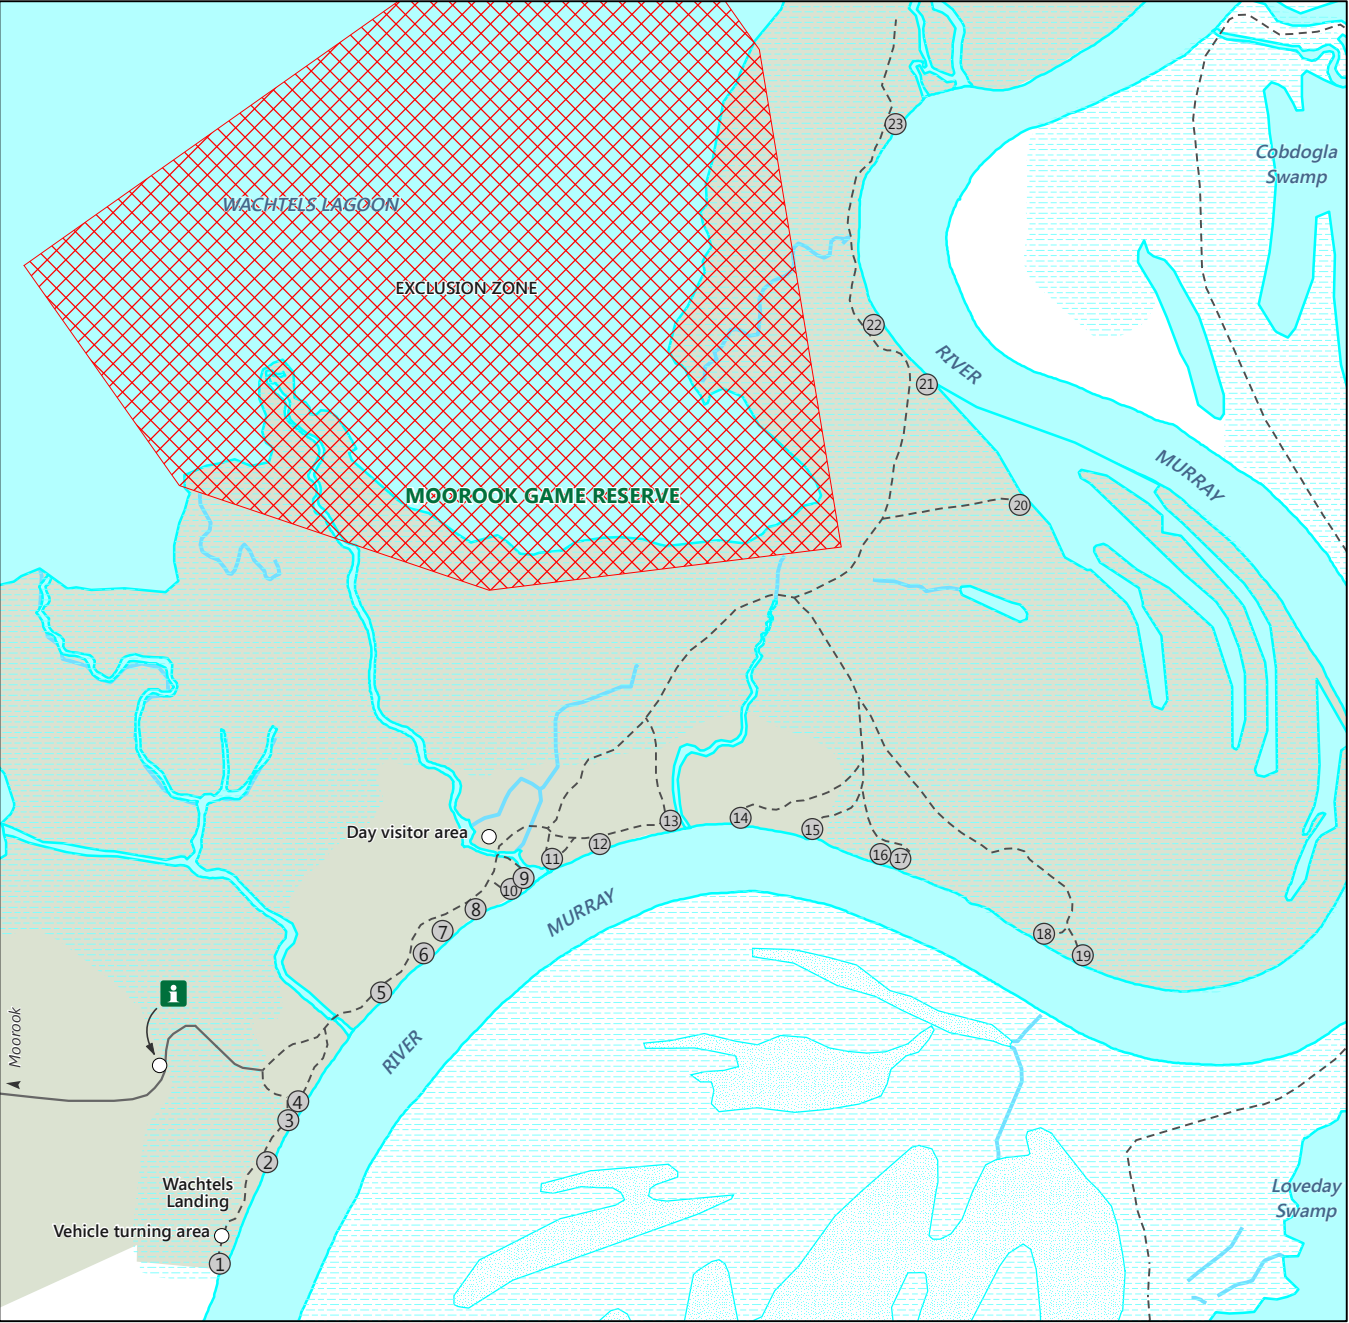 23
Cobdogla
Swamp
WACHTELS LAGOON
EXCLUSION ZONE
22
RIVER
21
MURRAY
MOOROOK GAME RESERVE
20
13
14
15
Day visitor area
12
11
16
17
9
10
8
MURRAY
7
18
6
19
5
i
Moorook
RIVER
4
3
2
Wachtels
Landing
Loveday
Swamp
Vehicle turning area
1